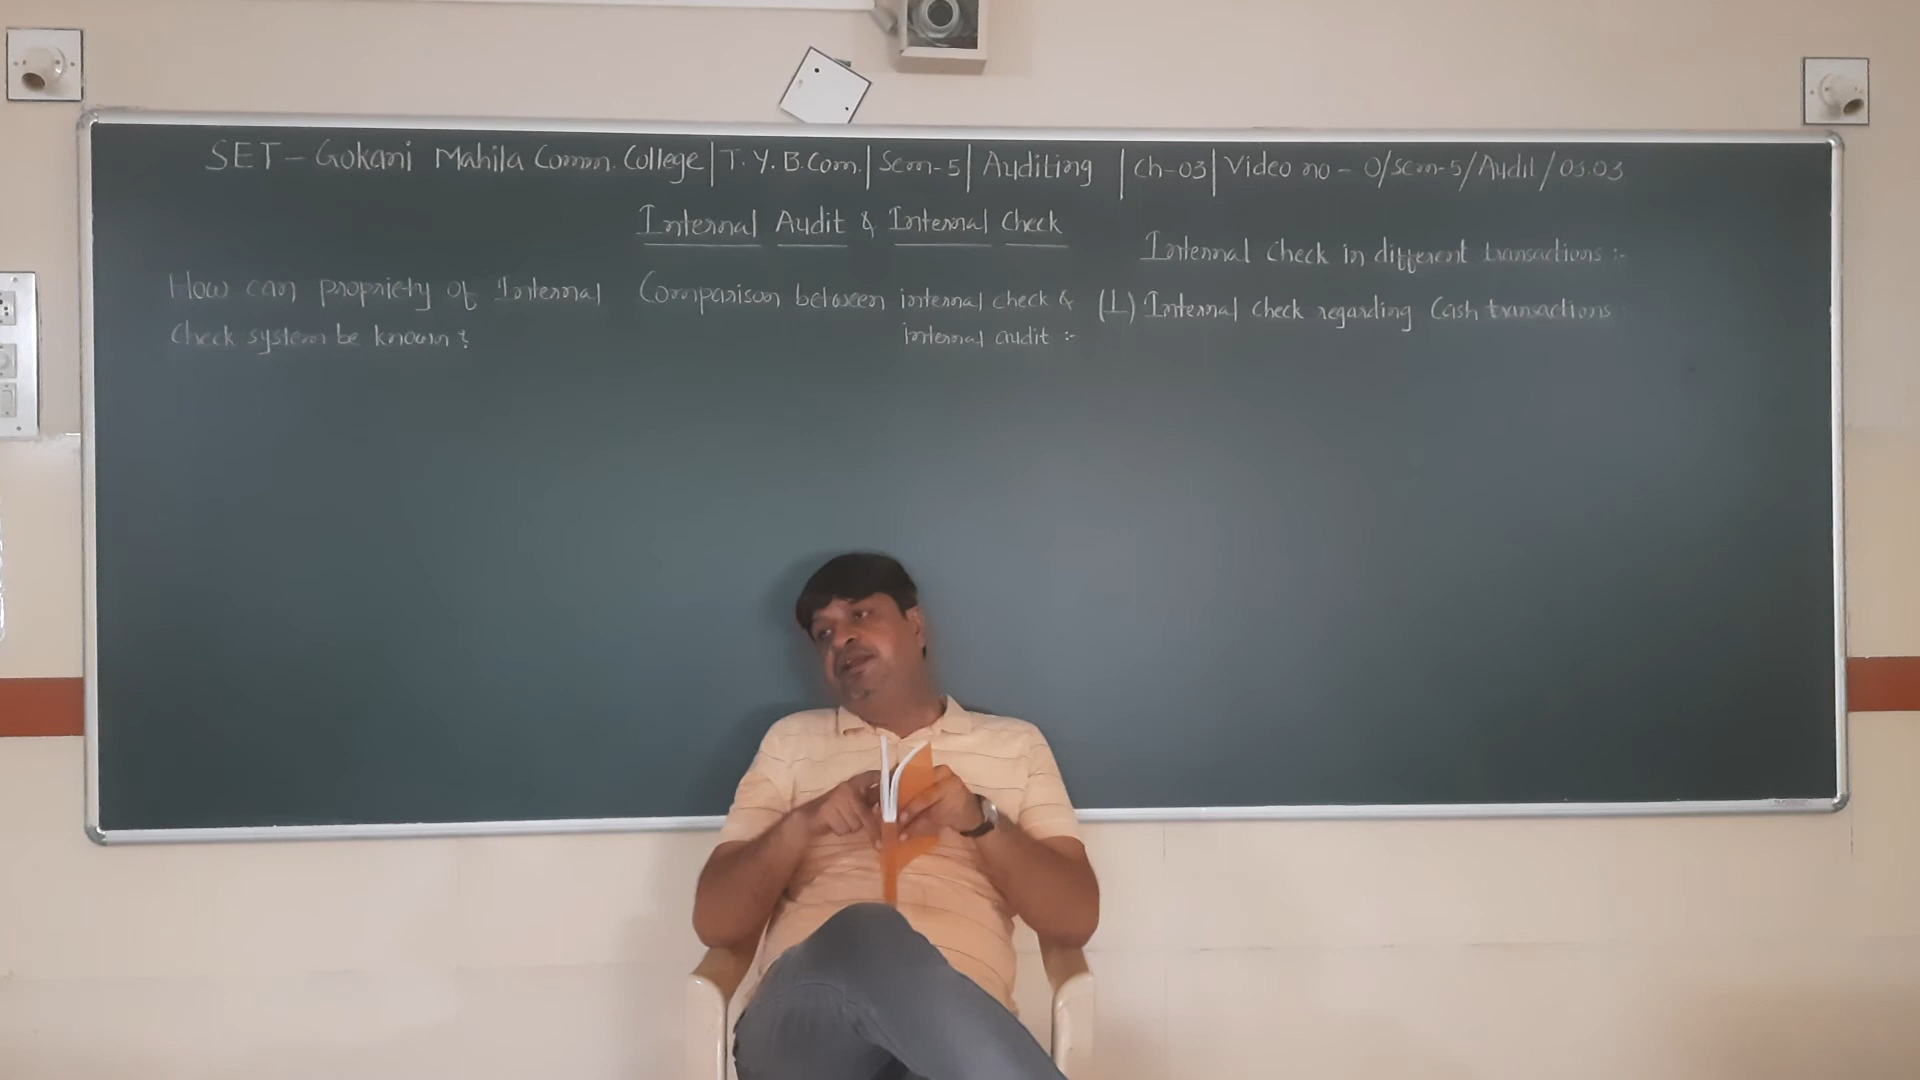 SET - Gokani Mahila Comm. College | T. Y. B.Com. | Sem-5 | Auditing | Ch-03 | Video no - 0/Sem-5/Audit/03.03
Internal Audit & Internal Check
How can propriety of Internal
Check system be known?
Comparison between internal check &
internal audit :-
Internal Check in different transactions :-
(1) Internal check regarding Cash transactions